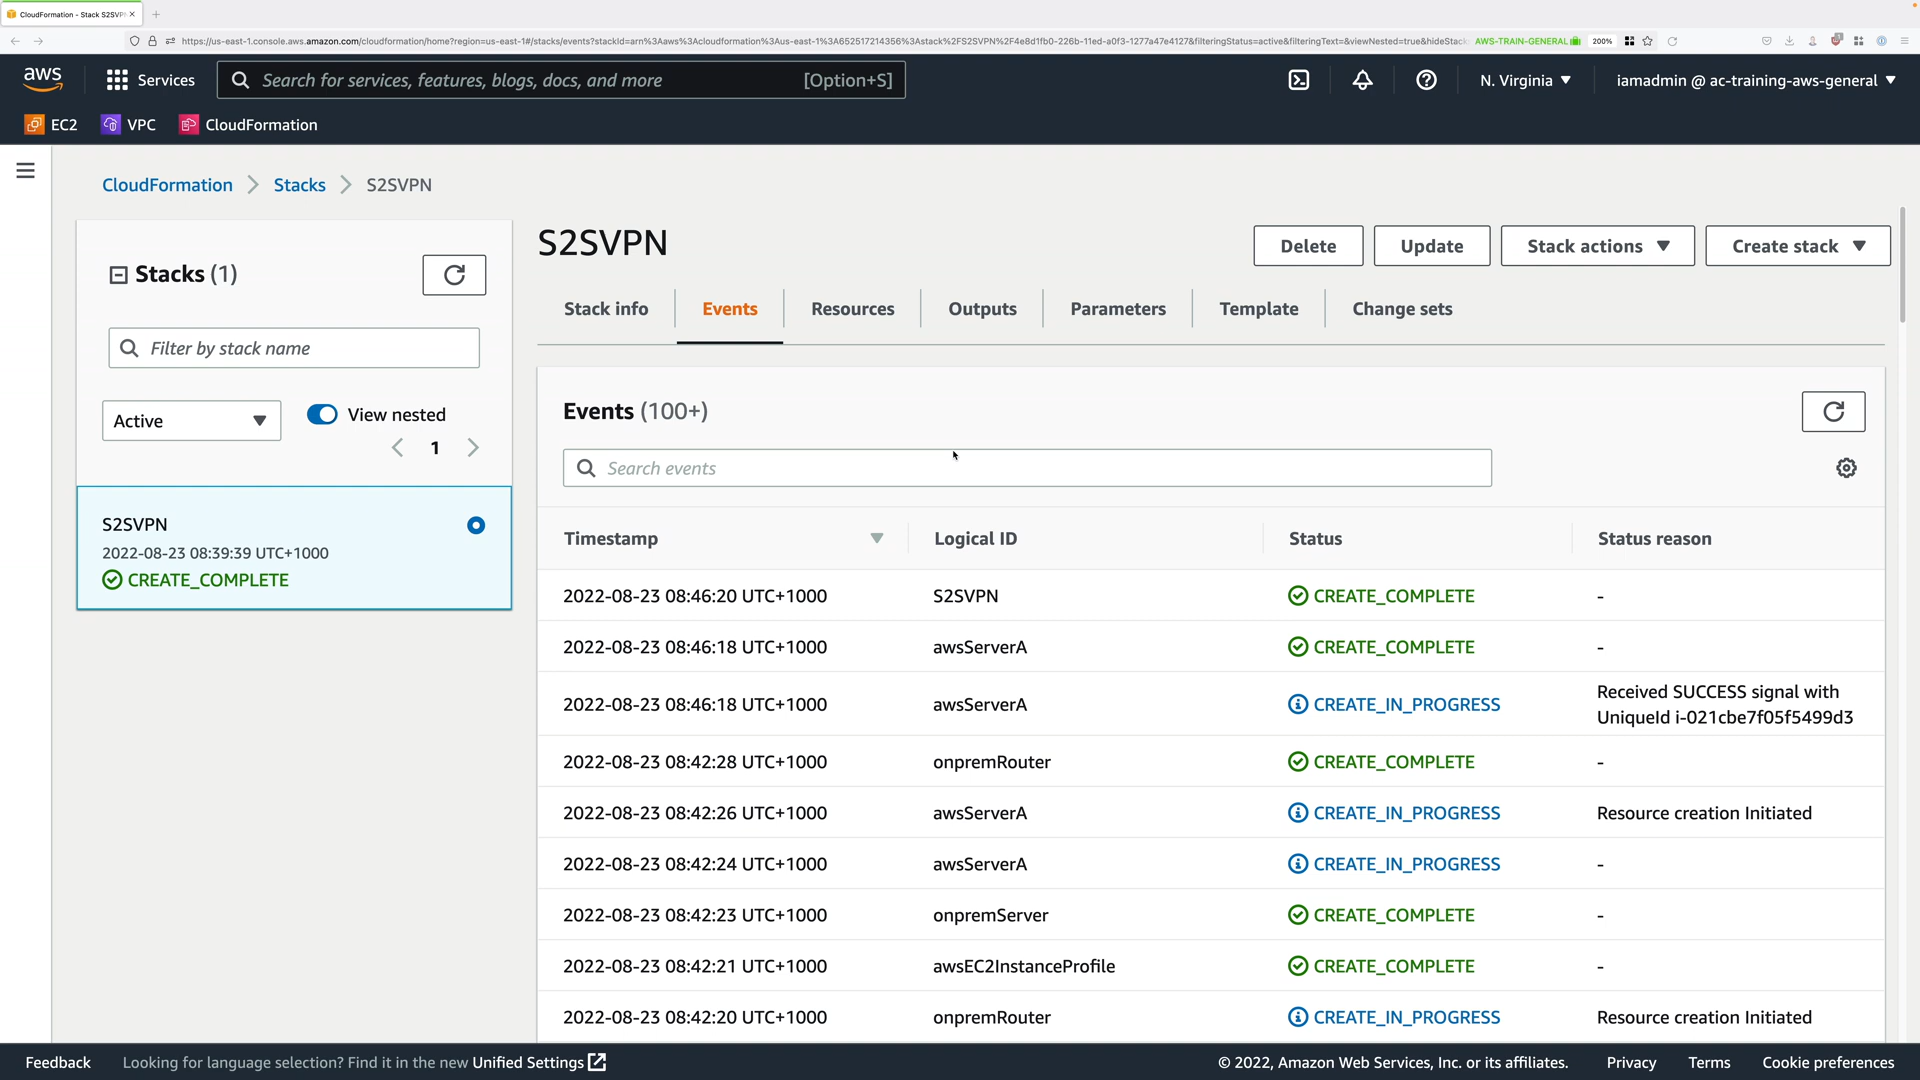 CloudFormation - Stack S2SVPN
https://us-east-1.console.aws.amazon.com/cloudformation/home?region=us-east-1#/stacks/events?stackId=arn%3Aaws%3Acloudformation%3Aus-east-1%3A652517214356%3Astack%2FS2SVPN%2F4e8d1fb0-226b-11ed-a0f3-1277a47e4127&filteringStatus=active&filteringText=&viewNested=true&hideStack
AWS-TRAIN-GENERAL
200%
aws
Services
Search for services, features, blogs, docs, and more
[Option+S]
N. Virginia
iamadmin @ ac-training-aws-general
EC2
VPC
CloudFormation
CloudFormation
Stacks
S2SVPN
Stacks (1)
Filter by stack name
Active
View nested
1
S2SVPN
2022-08-23 08:39:39 UTC+1000
CREATE_COMPLETE
S2SVPN
Delete
Update
Stack actions
Create stack
Stack info
Events
Resources
Outputs
Parameters
Template
Change sets
Events (100+)
Search events
Timestamp
Logical ID
Status
Status reason
2022-08-23 08:46:20 UTC+1000
S2SVPN
CREATE_COMPLETE
-
2022-08-23 08:46:18 UTC+1000
awsServerA
CREATE_COMPLETE
-
2022-08-23 08:46:18 UTC+1000
awsServerA
CREATE_IN_PROGRESS
Received SUCCESS signal with
UniqueId i-021cbe7f05f5499d3
2022-08-23 08:42:28 UTC+1000
onpremRouter
CREATE_COMPLETE
-
2022-08-23 08:42:26 UTC+1000
awsServerA
CREATE_IN_PROGRESS
Resource creation Initiated
2022-08-23 08:42:24 UTC+1000
awsServerA
CREATE_IN_PROGRESS
-
2022-08-23 08:42:23 UTC+1000
onpremServer
CREATE_COMPLETE
-
2022-08-23 08:42:21 UTC+1000
awsEC2InstanceProfile
CREATE_COMPLETE
-
2022-08-23 08:42:20 UTC+1000
onpremRouter
CREATE_IN_PROGRESS
Resource creation Initiated
Feedback
Looking for language selection? Find it in the new Unified Settings
© 2022, Amazon Web Services, Inc. or its affiliates.
Privacy
Terms
Cookie preferences